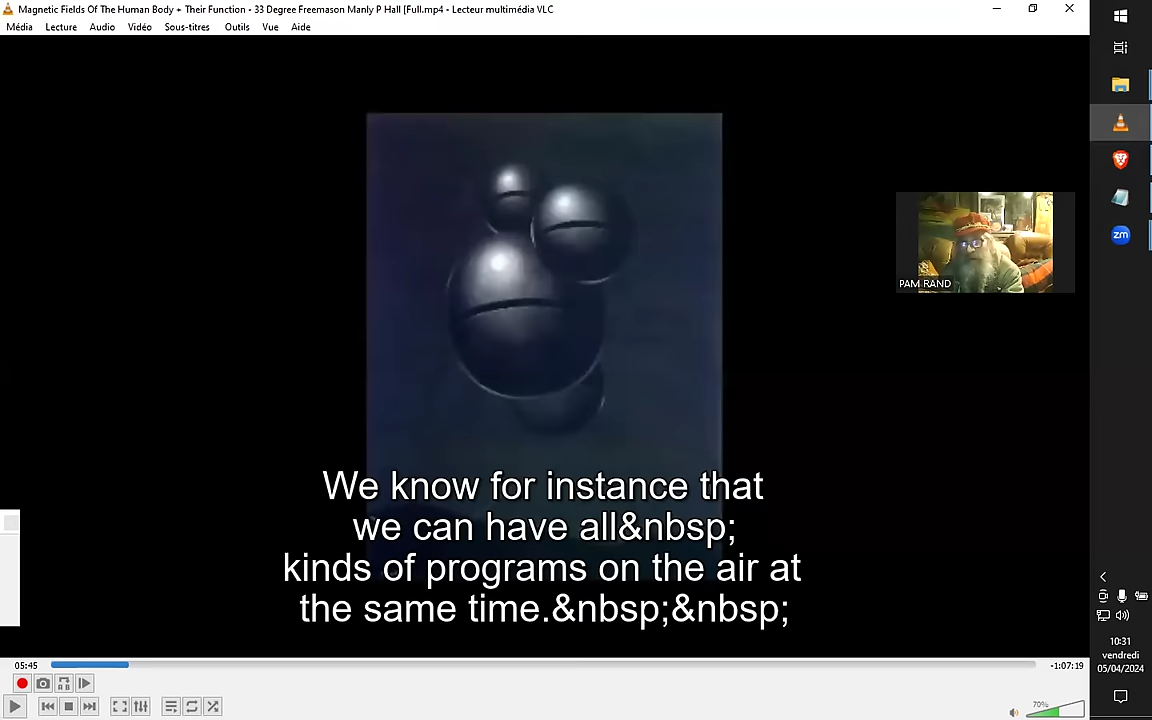 Magnetic Fields Of The Human Body + Their Function - 33 Degree Freemason Manly P Hall [Full.mp4 - Lecteur multimédia VLC
Média Lecture Audio Vidéo Sous-titres Outils Vue Aide
PAM RAND
zm
We know for instance that
we can have all&nbsp;
kinds of programs on the air at
the same time.&nbsp;&nbsp;
05:45
-1:07:19
70%
10:31
vendredi
05/04/2024